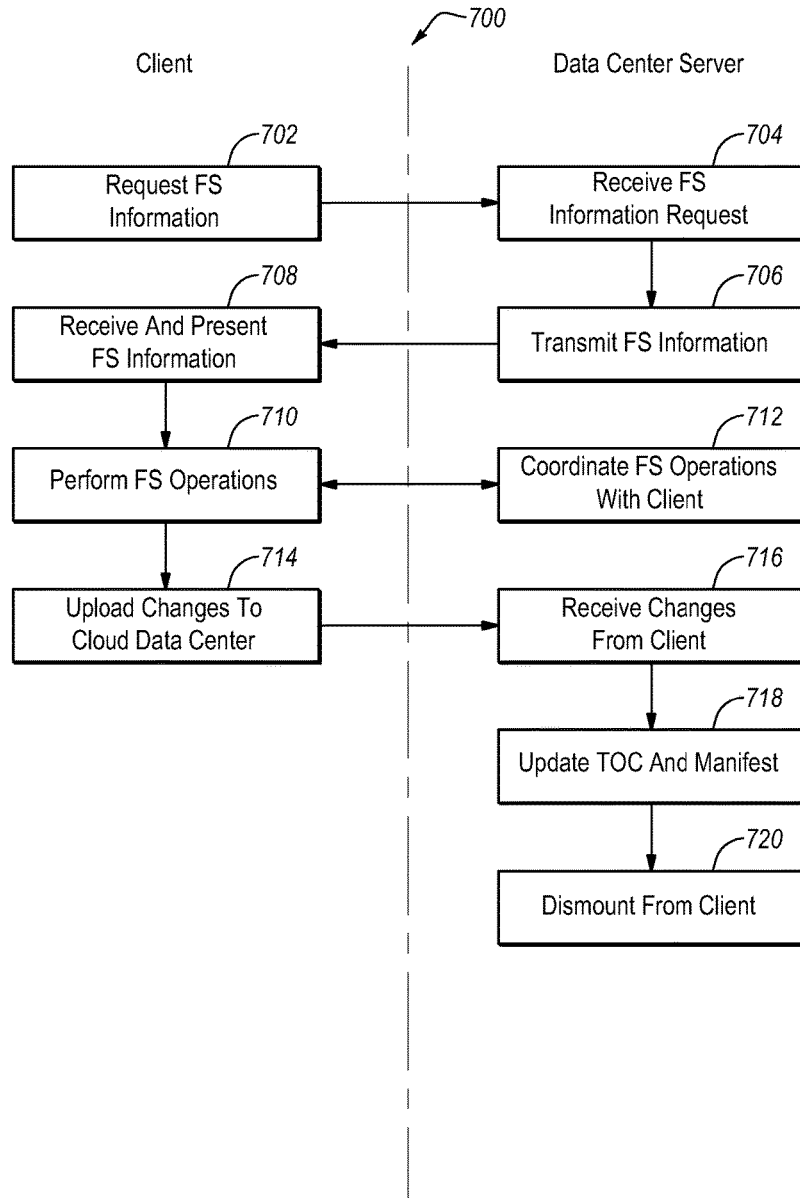 700
Client
Data Center Server
702
704
Request FS
Information
Receive FS
Information Request
708
706
Receive And Present
FS Information
Transmit FS Information
710
712
Perform FS Operations
Coordinate FS Operations
With Client
714
716
Upload Changes To
Cloud Data Center
Receive Changes
From Client
718
Update TOC And Manifest
720
Dismount From Client